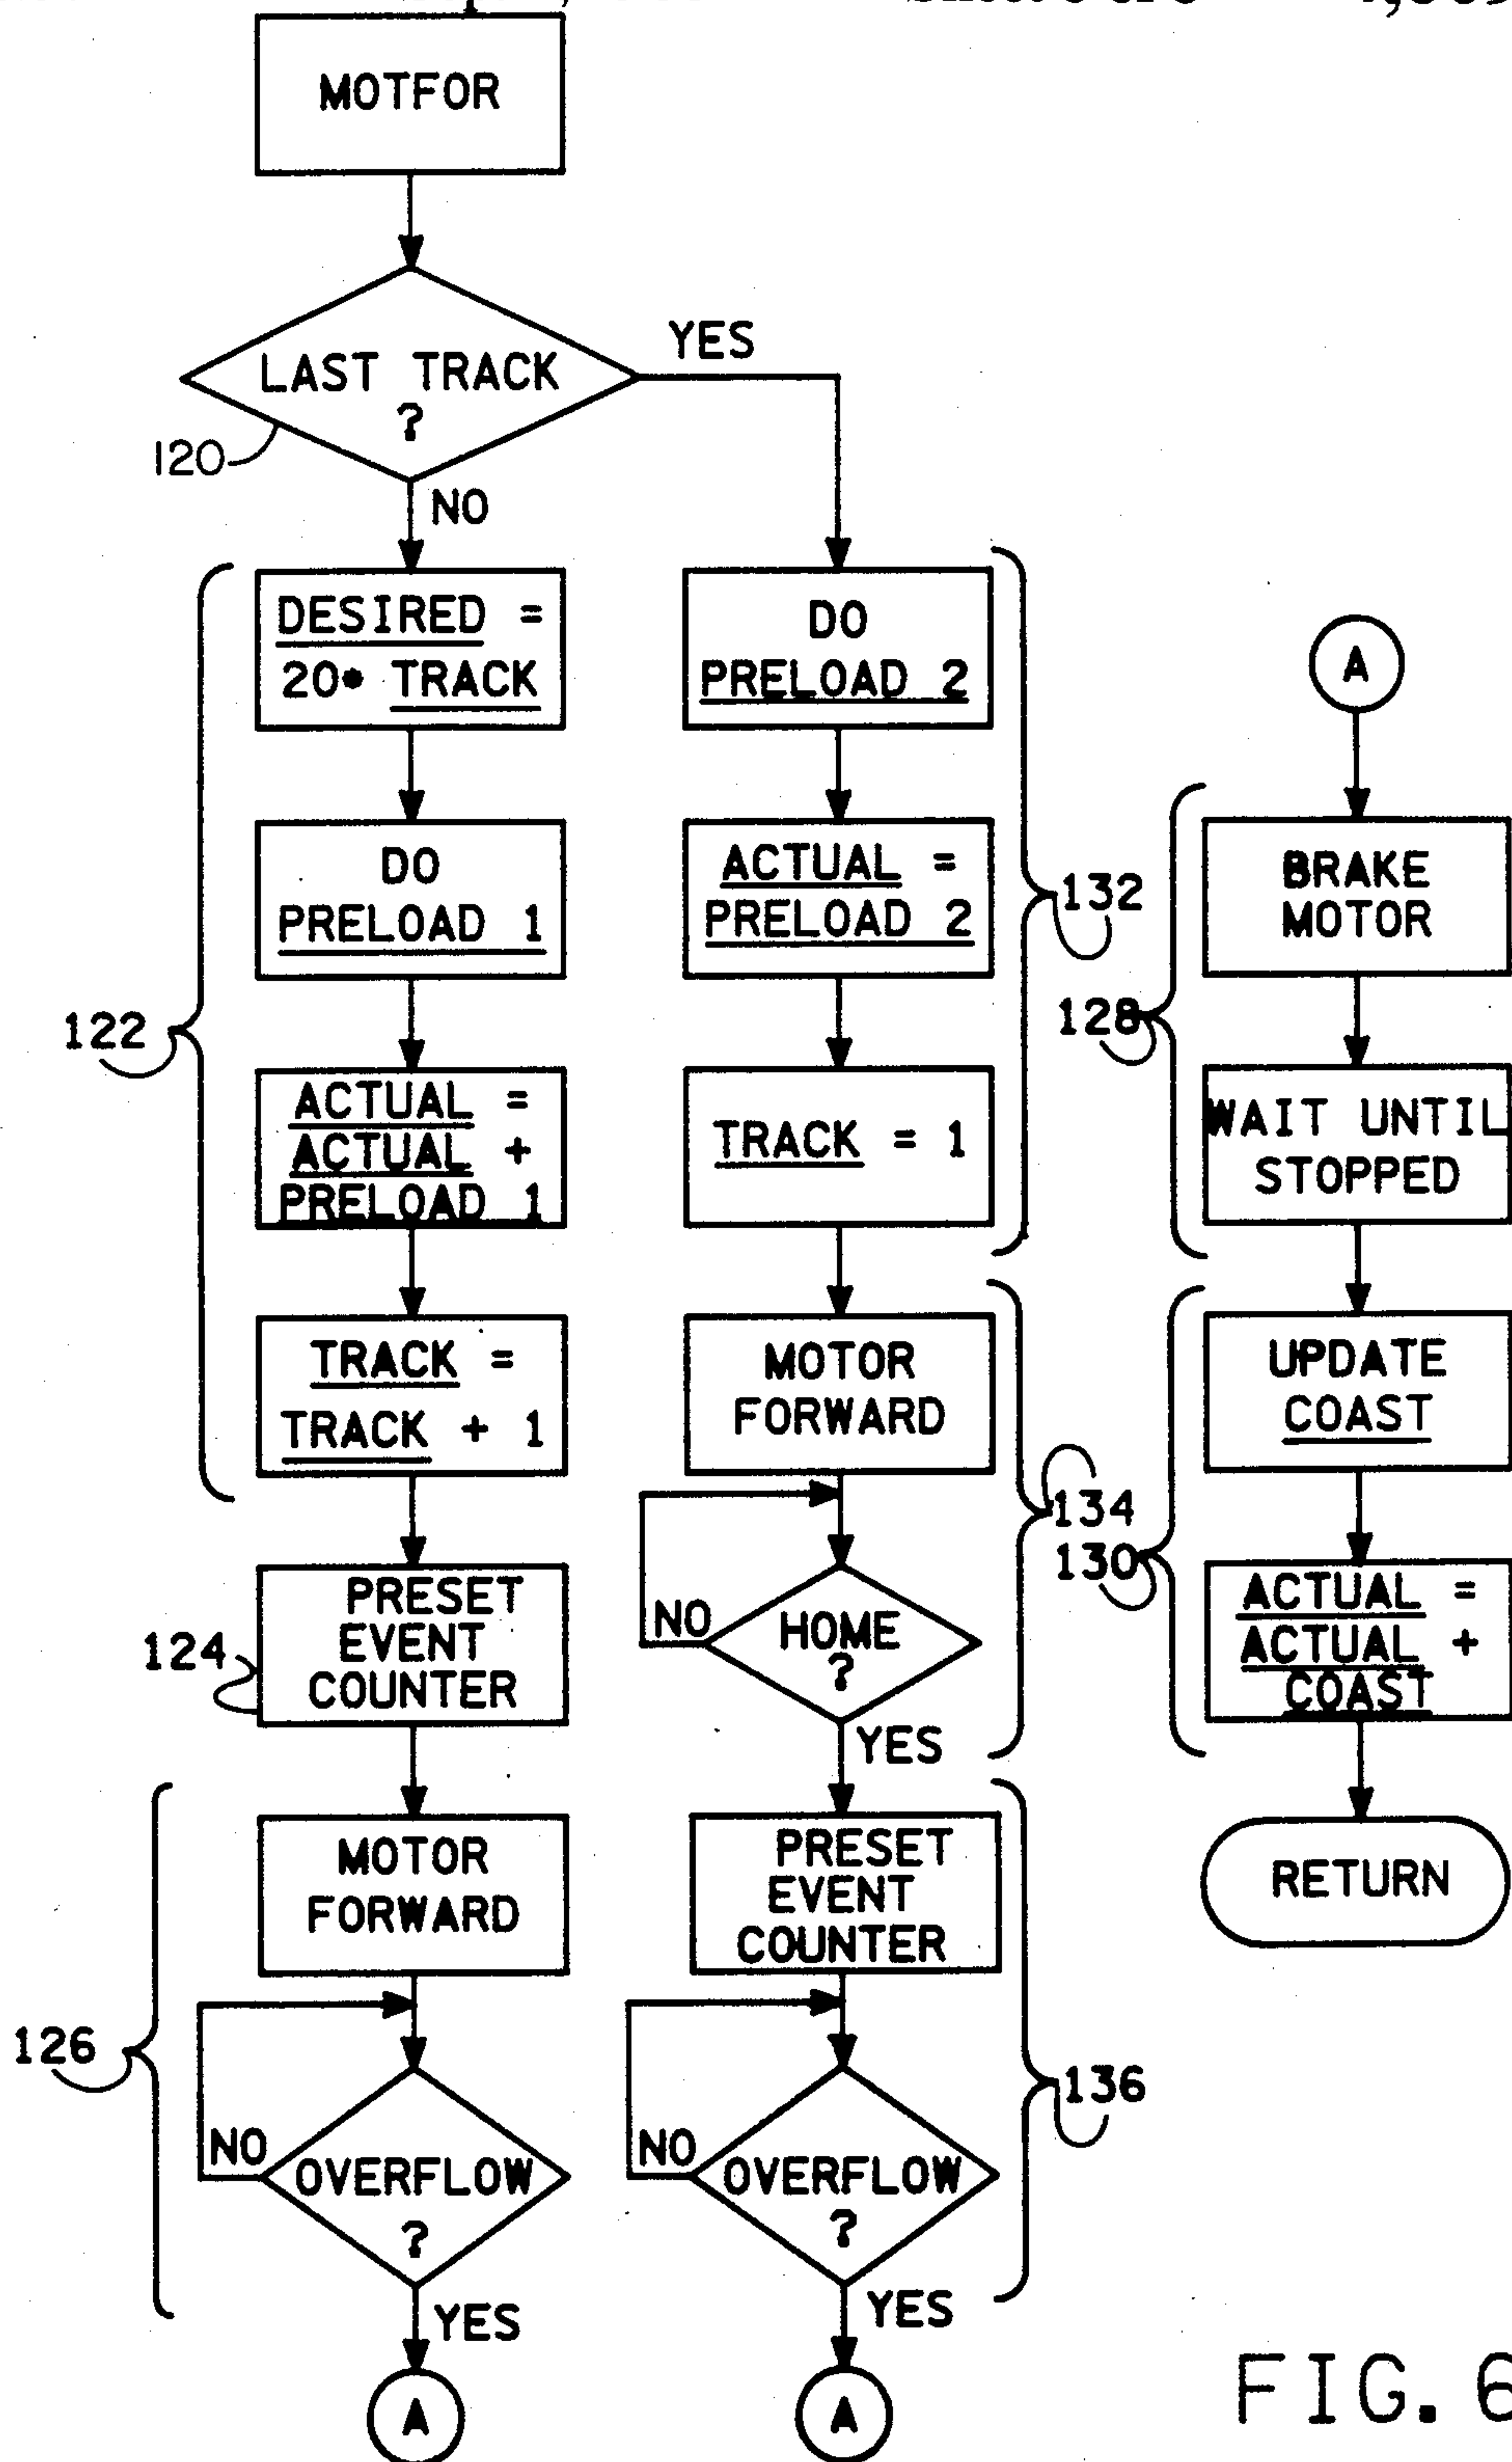 MOTFOR
LAST TRACK
?
YES
120
NO
DESIRED =
20* TRACK
DO
PRELOAD 1
122
ACTUAL =
ACTUAL +
PRELOAD 1
TRACK =
TRACK + 1
124
PRESET
EVENT
COUNTER
126
MOTOR
FORWARD
NO
OVERFLOW
?
YES
A
DO
PRELOAD 2
ACTUAL =
PRELOAD 2
132
TRACK = 1
MOTOR
FORWARD
134
NO
HOME
?
YES
PRESET
EVENT
COUNTER
136
NO
OVERFLOW
?
YES
A
A
128
BRAKE
MOTOR
WAIT UNTIL
STOPPED
130
UPDATE
COAST
ACTUAL =
ACTUAL +
COAST
RETURN
FIG. 6